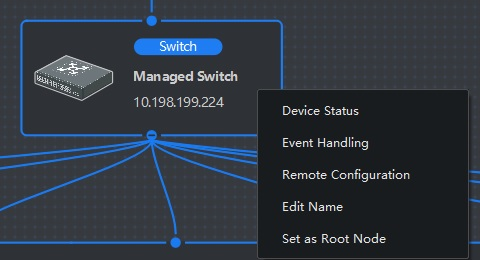 Switch
Managed Switch
10.198.199.224
Device Status
Event Handling
Remote Configuration
Edit Name
Set as Root Node